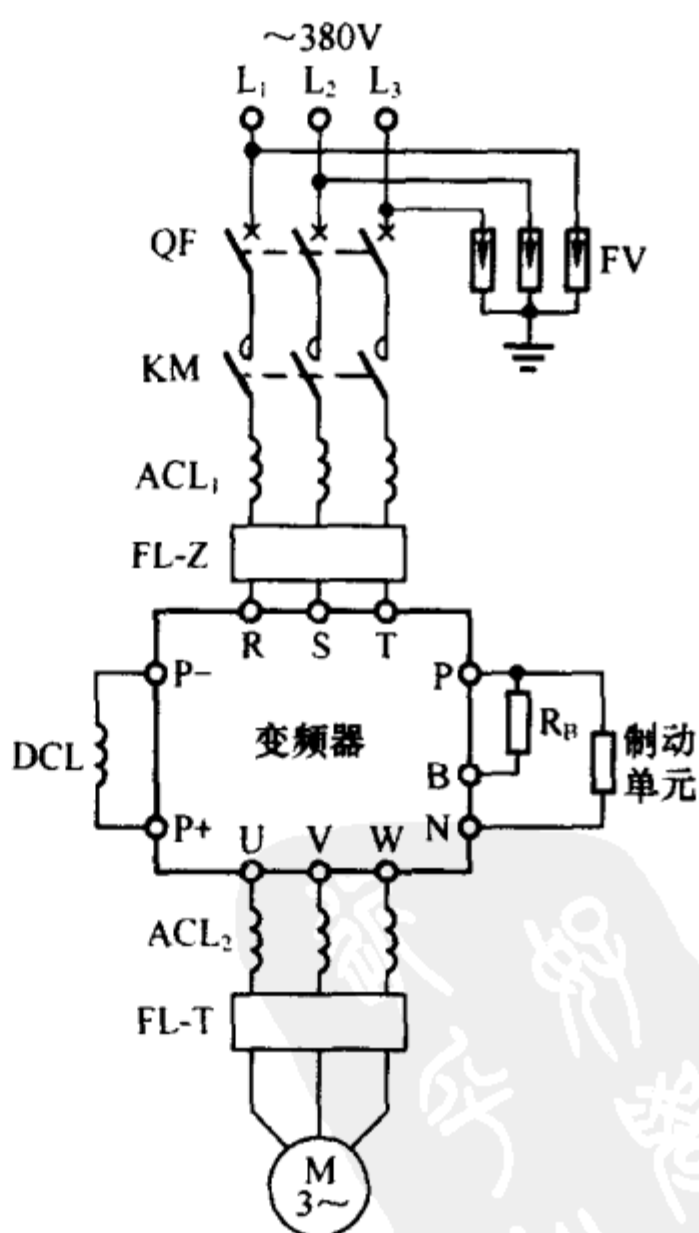 ～380V
L₁ L₂ L₃
QF
FV
KM
ACL₁
FL-Z
R S T
P−
P
DCL
变频器
R_B
制动
单元
B
P+
U V W
N
ACL₂
FL-T
M
3～